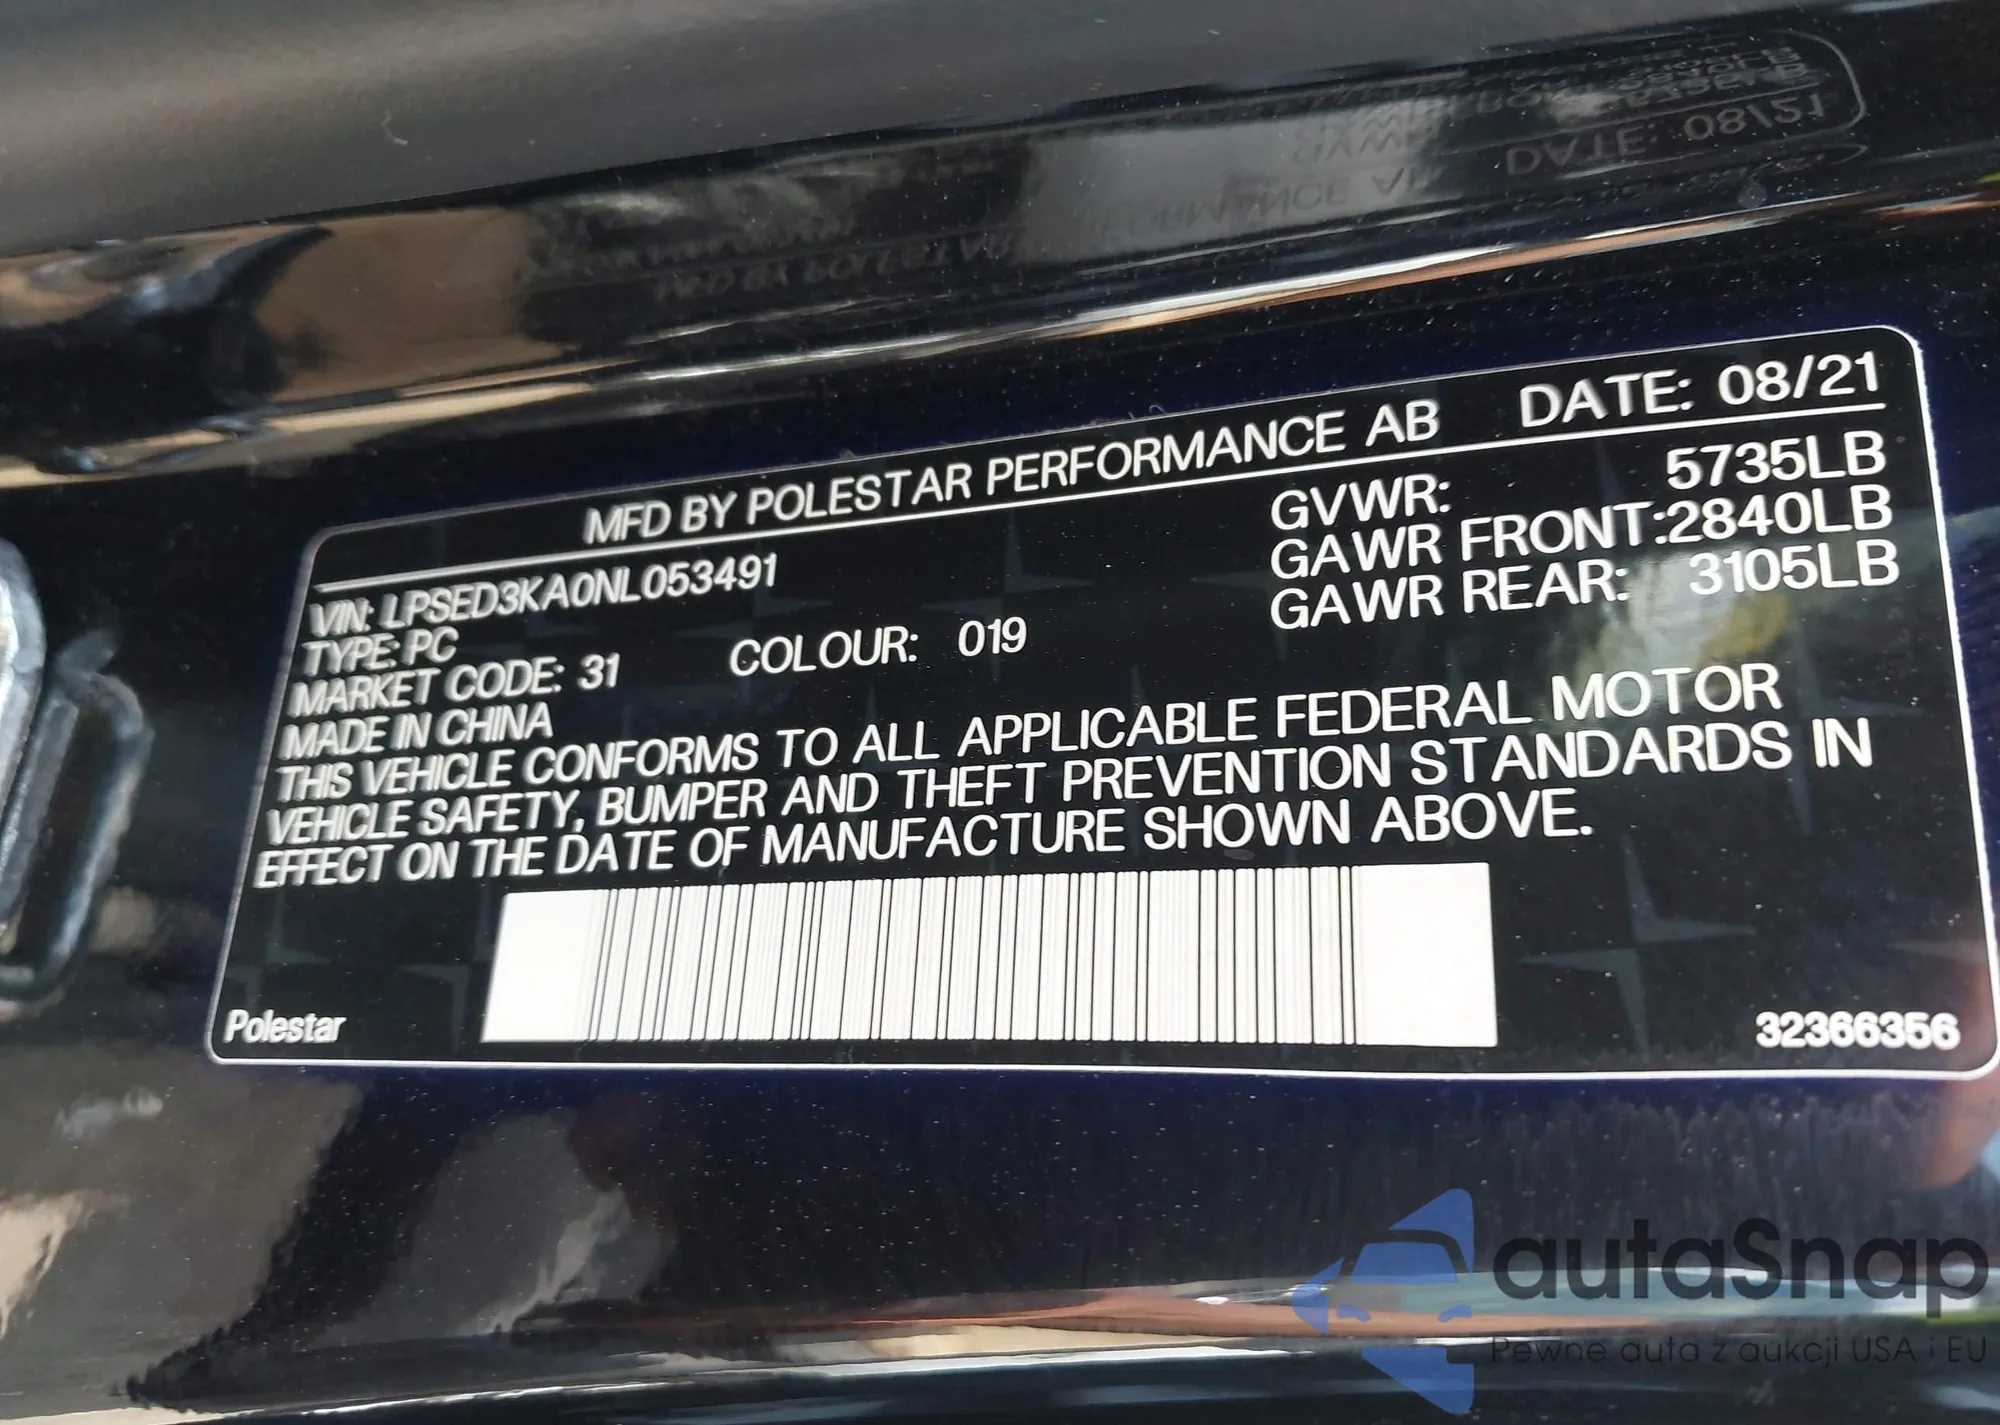 MFD BY POLESTAR PERFORMANCE AB DATE: 08/21
VIN: LPSED3KA0NL053491 GVWR: 5735LB
TYPE: PC GAWR FRONT:2840LB
MARKET CODE: 31 COLOUR: 019 GAWR REAR: 3105LB
MADE IN CHINA
THIS VEHICLE CONFORMS TO ALL APPLICABLE FEDERAL MOTOR
VEHICLE SAFETY, BUMPER AND THEFT PREVENTION STANDARDS IN
EFFECT ON THE DATE OF MANUFACTURE SHOWN ABOVE.
Polestar 32366356
autaSnap
Pewne auta z aukcji USA i EU